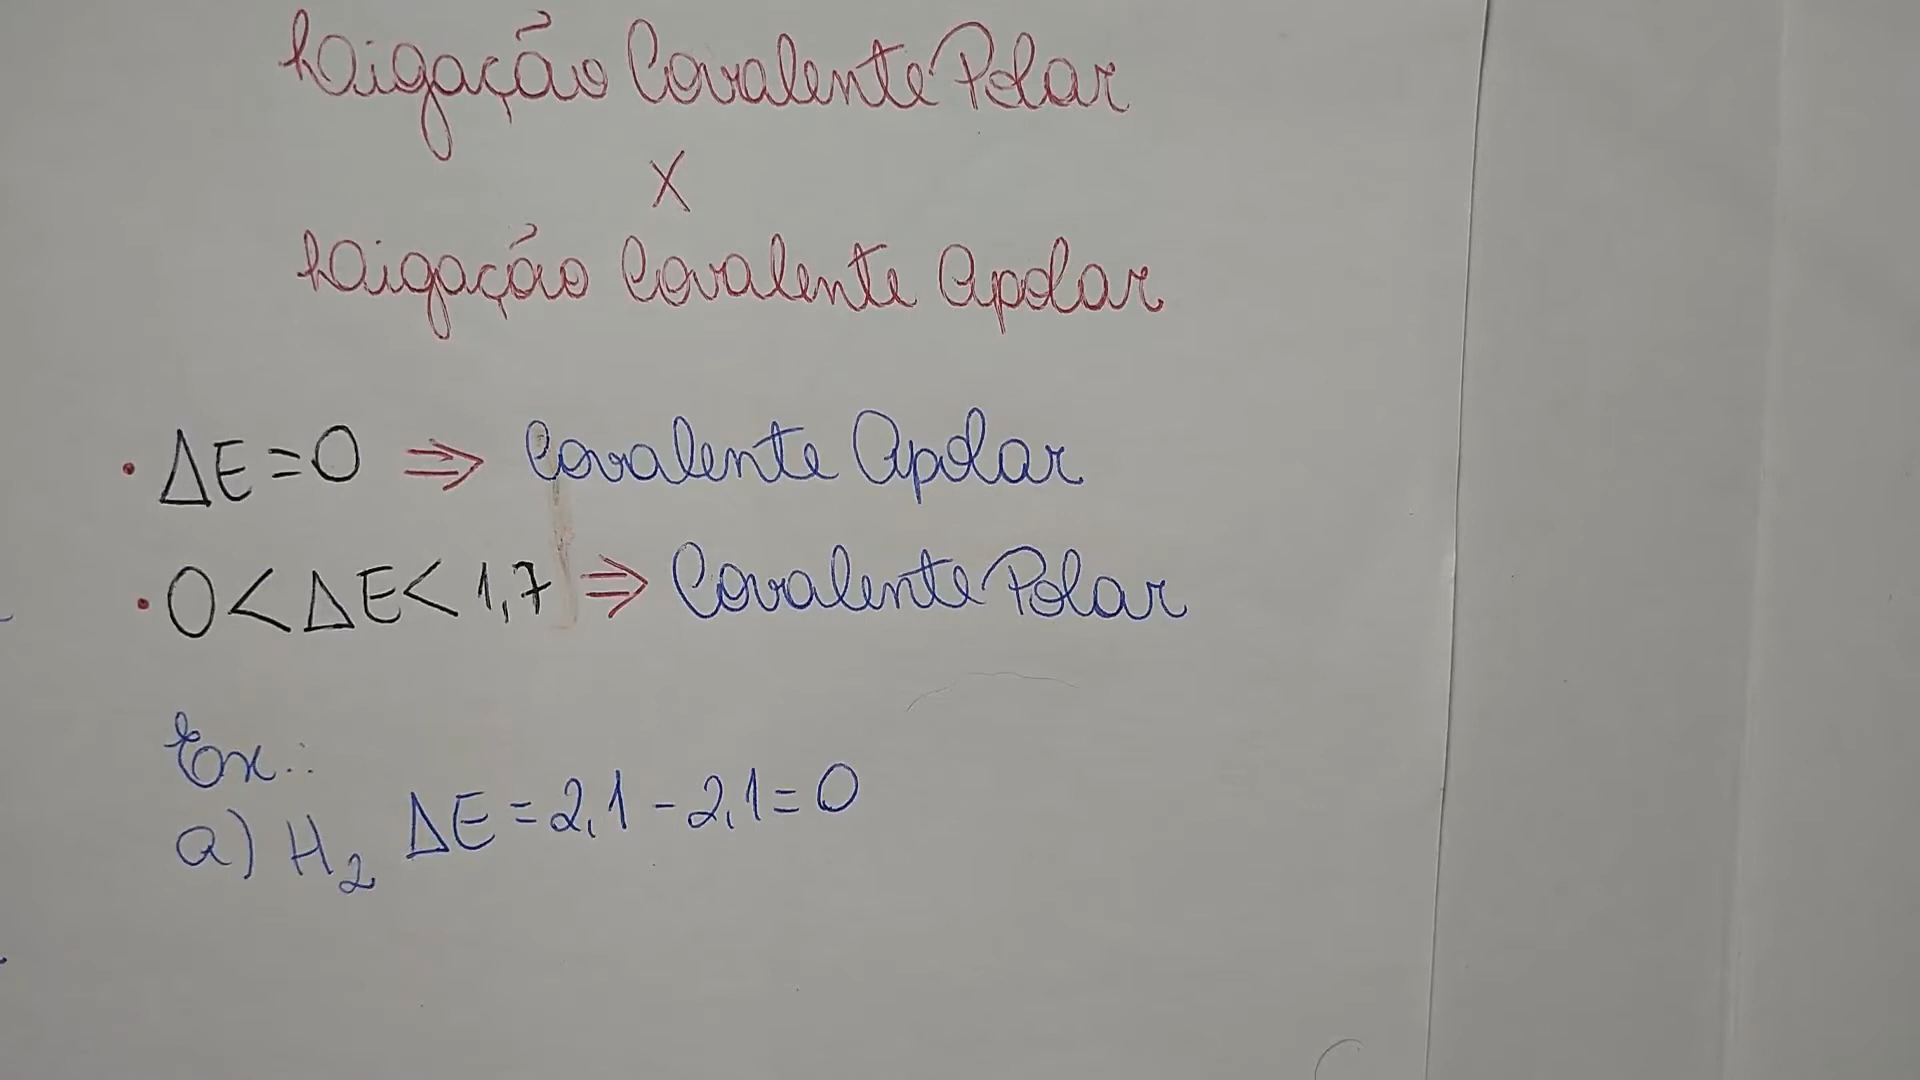 Ligação Covalente Polar
X
Ligação Covalente Apolar
• ΔE = 0 ⇒ Covalente Apolar
• 0 < ΔE < 1,7 ⇒ Covalente Polar
Ex.:
a) H₂ ΔE = 2,1 - 2,1 = 0